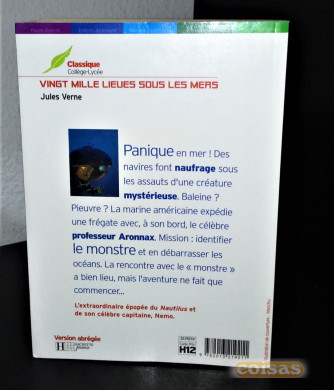 Classique
Collège-Lycée
VINGT MILLE LIEUES SOUS LES MERS
Jules Verne
Panique en mer ! Des
navires font naufrage sous
les assauts d'une créature
mystérieuse. Baleine ?
Pieuvre ? La marine américaine expédie
une frégate avec, à son bord, le célèbre
professeur Aronnax. Mission : identifier
le monstre et en débarrasser les
océans. La rencontre avec le « monstre »
a bien lieu, mais l'aventure ne fait que
commencer...
L'extraordinaire épopée du Nautilus et
de son célèbre capitaine, Nemo.
Version abrégée
H
HACHETTE
H12
coisas